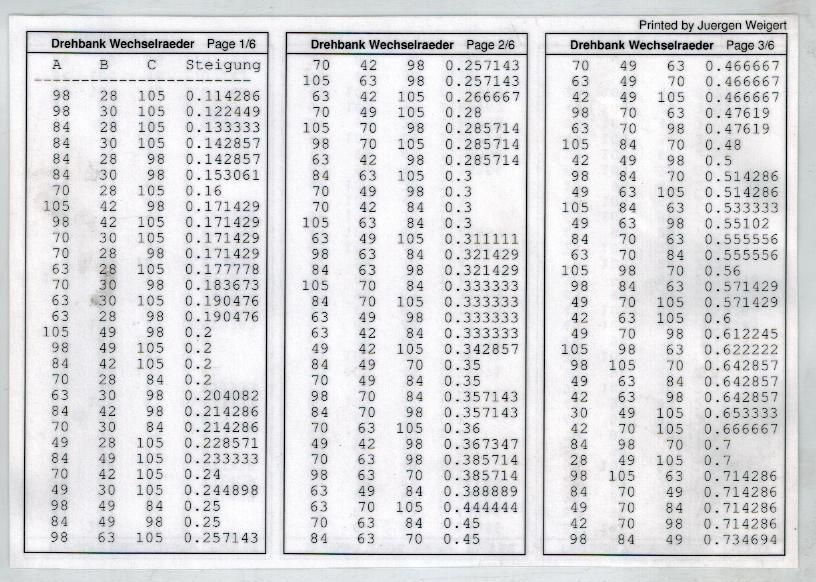 Printed by Juergen Weigert
Drehbank Wechselraeder Page 1/6
A B C Steigung
-----------------------------
98 28 105 0.114286
98 30 105 0.122449
84 28 105 0.133333
84 30 105 0.142857
84 28 98 0.142857
84 30 98 0.153061
70 28 105 0.16
105 42 98 0.171429
98 42 105 0.171429
70 30 105 0.171429
70 28 98 0.171429
63 28 105 0.177778
70 30 98 0.183673
63 30 105 0.190476
63 28 98 0.190476
105 49 98 0.2
98 49 105 0.2
84 42 105 0.2
70 28 84 0.2
63 30 98 0.204082
84 42 98 0.214286
70 30 84 0.214286
49 28 105 0.228571
84 49 105 0.233333
70 42 105 0.24
49 30 105 0.244898
98 49 84 0.25
84 49 98 0.25
98 63 105 0.257143
Drehbank Wechselraeder Page 2/6
70 42 98 0.257143
105 63 98 0.257143
63 42 105 0.266667
70 49 105 0.28
105 70 98 0.285714
98 70 105 0.285714
63 42 98 0.285714
84 63 105 0.3
70 49 98 0.3
70 42 84 0.3
105 63 84 0.3
63 49 105 0.311111
98 63 84 0.321429
84 63 98 0.321429
105 70 84 0.333333
84 70 105 0.333333
63 49 98 0.333333
63 42 84 0.333333
49 42 105 0.342857
84 49 70 0.35
70 49 84 0.35
98 70 84 0.357143
84 70 98 0.357143
70 63 105 0.36
49 42 98 0.367347
70 63 98 0.385714
98 63 70 0.385714
63 49 84 0.388889
63 70 105 0.444444
70 63 84 0.45
84 63 70 0.45
Drehbank Wechselraeder Page 3/6
70 49 63 0.466667
63 49 70 0.466667
42 49 105 0.466667
98 70 63 0.47619
63 70 98 0.47619
105 84 70 0.48
42 49 98 0.5
98 84 70 0.514286
49 63 105 0.514286
105 84 63 0.533333
49 63 98 0.55102
84 70 63 0.555556
63 70 84 0.555556
105 98 70 0.56
98 84 63 0.571429
49 70 105 0.571429
42 63 105 0.6
49 70 98 0.612245
105 98 63 0.622222
98 105 70 0.642857
49 63 84 0.642857
42 63 98 0.642857
30 49 105 0.653333
42 70 105 0.666667
84 98 70 0.7
28 49 105 0.7
98 105 63 0.714286
84 70 49 0.714286
49 70 84 0.714286
42 70 98 0.714286
98 84 49 0.734694